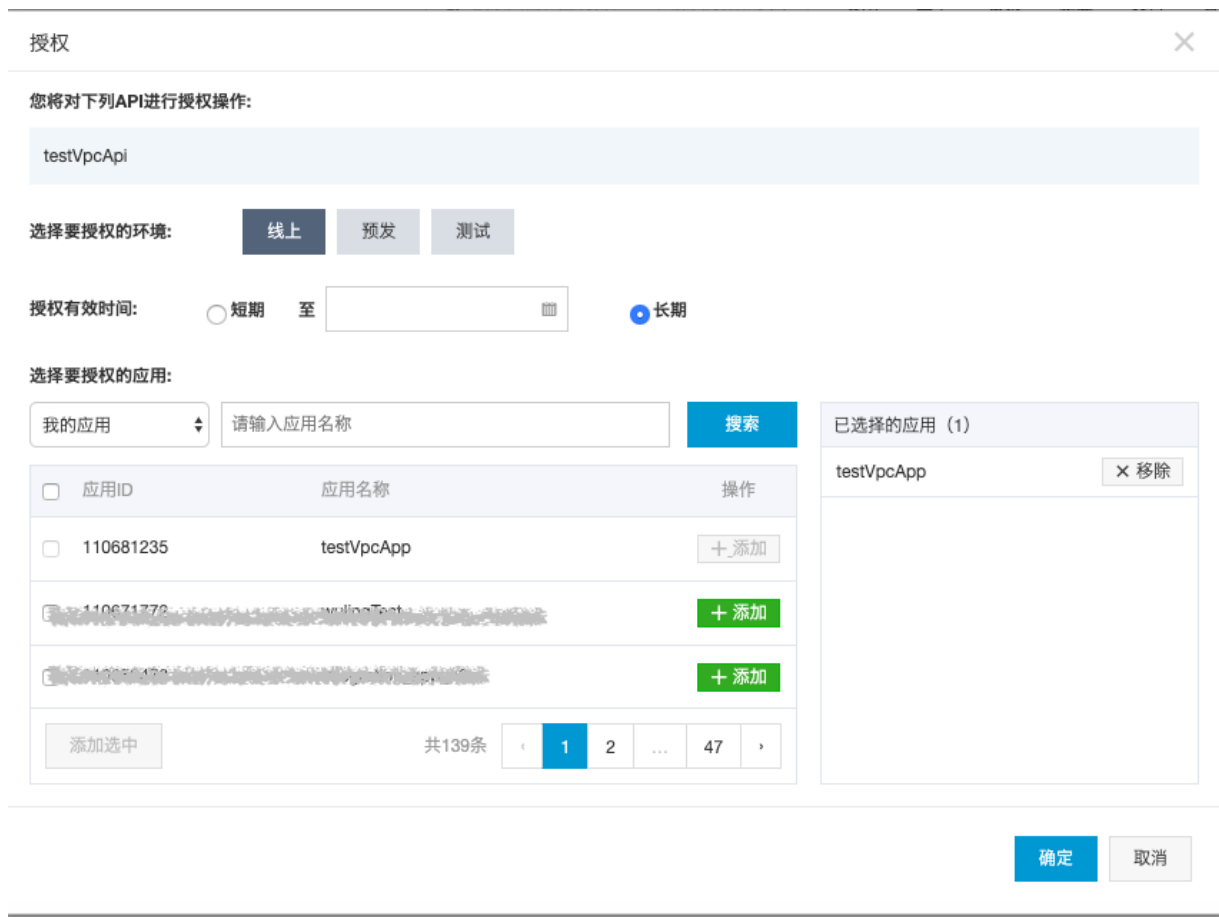 授权
您将对下列API进行授权操作:
testVpcApi
选择要授权的环境: 线上 预发 测试
授权有效时间: 短期 至 长期
选择要授权的应用:
我的应用 请输入应用名称 搜索
已选择的应用（1）
testVpcApp 移除
应用ID 应用名称 操作
110681235 testVpcApp 添加
添加
添加
添加选中 共139条 ‹ 1 2 ... 47 ›
确定 取消